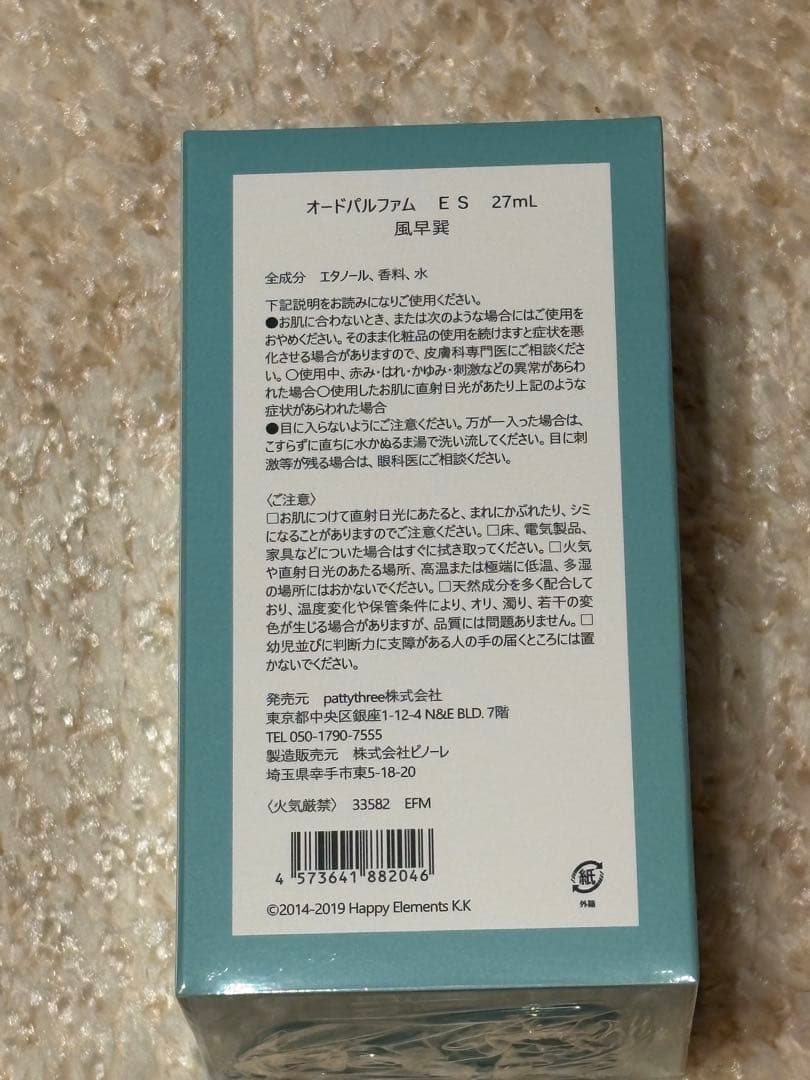 オードパルファム　ＥＳ　27mL
風早巽
全成分　エタノール、香料、水
下記説明をお読みになりご使用ください。
●お肌に合わないとき、または次のような場合にはご使用を
おやめください。そのまま化粧品の使用を続けますと症状を悪
化させる場合がありますので、皮膚科専門医にご相談くださ
い。〇使用中、赤み・はれ・かゆみ・刺激などの異常があらわ
れた場合〇使用したお肌に直射日光があたり上記のような
症状があらわれた場合
●目に入らないようにご注意ください。万が一入った場合は、
こすらずに直ちに水かぬるま湯で洗い流してください。目に刺
激等が残る場合は、眼科医にご相談ください。
〈ご注意〉
□お肌につけて直射日光にあたると、まれにかぶれたり、シミ
になることがありますのでご注意ください。□床、電気製品、
家具などについた場合はすぐに拭き取ってください。□火気
や直射日光のあたる場所、高温または極端に低温、多湿
の場所にはおかないでください。□天然成分を多く配合して
おり、温度変化や保管条件により、オリ、濁り、若干の変
色が生じる場合がありますが、品質には問題ありません。□
幼児並びに判断力に支障がある人の手の届くところには置
かないでください。
発売元　pattythree株式会社
東京都中央区銀座1-12-4 N&E BLD. 7階
TEL 050-1790-7555
製造販売元　株式会社ピノーレ
埼玉県幸手市東5-18-20
〈火気厳禁〉　33582　EFM
4 573641 882046
紙
外箱
©2014-2019 Happy Elements K.K